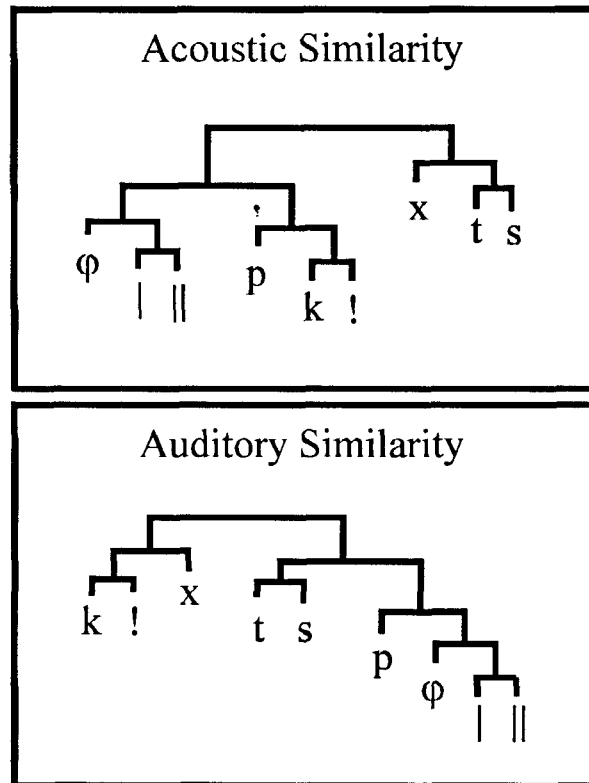 Acoustic Similarity
x
t s
φ
p
| ||
k !
Auditory Similarity
k ! x t s
p
φ
| ||